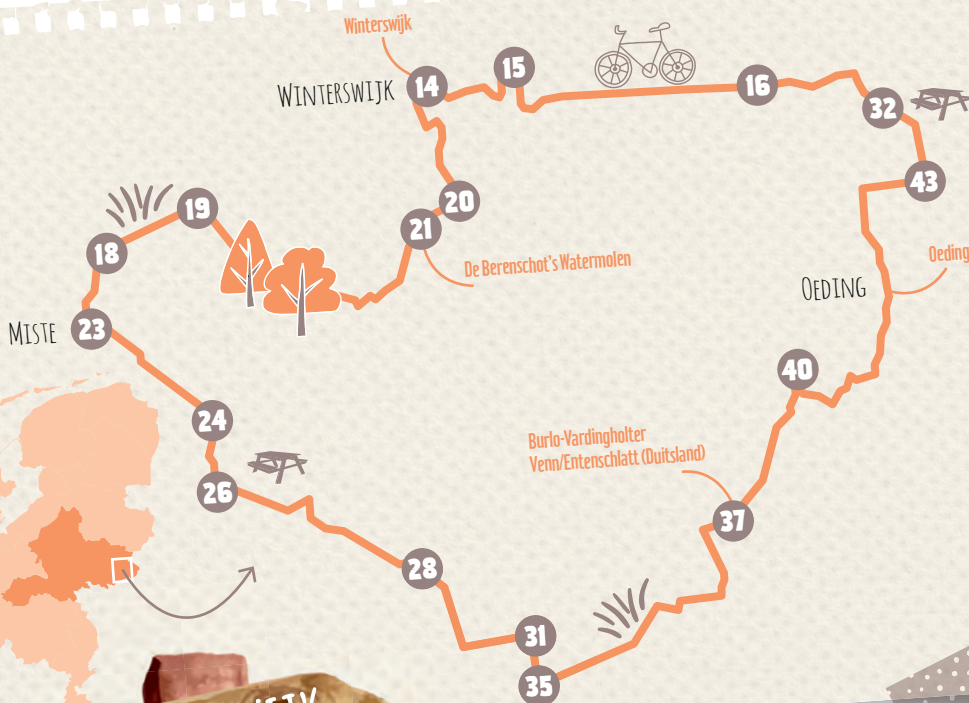 Winterswijk
WINTERSWIJK
14
15
16
32
43
20
21
19
18
De Berenschot's Watermolen
Oeding
OEDING
MISTE
23
40
24
Burlo-Vardingholter
Venn/Entenschlatt (Duitsland)
26
37
28
31
35